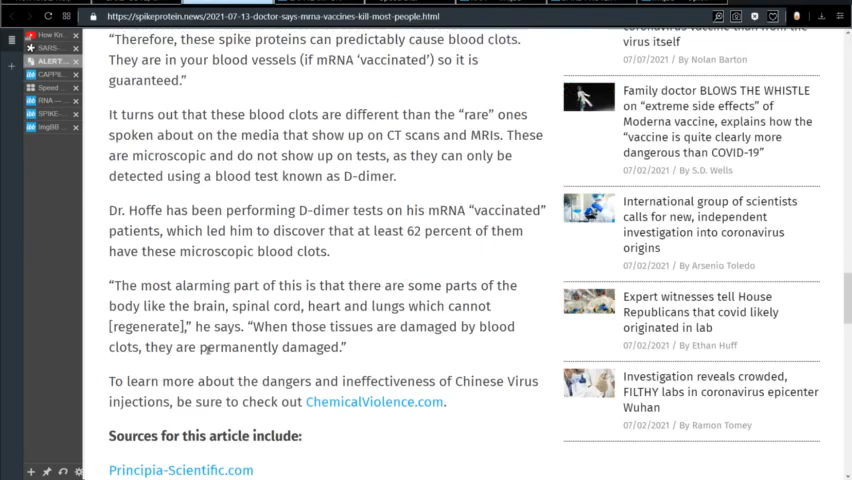 https://spikeprotein.news/2021-07-13-doctor-says-mrna-vaccines-kill-most-people.html
How Kn
SARS-
ALERT:
CAPPII
Speed
RNA —
SPIKE-
ImgBB
“Therefore, these spike proteins can predictably cause blood clots.
They are in your blood vessels (if mRNA ‘vaccinated’) so it is
guaranteed.”
It turns out that these blood clots are different than the “rare” ones
spoken about on the media that show up on CT scans and MRIs. These
are microscopic and do not show up on tests, as they can only be
detected using a blood test known as D-dimer.
Dr. Hoffe has been performing D-dimer tests on his mRNA “vaccinated”
patients, which led him to discover that at least 62 percent of them
have these microscopic blood clots.
“The most alarming part of this is that there are some parts of the
body like the brain, spinal cord, heart and lungs which cannot
[regenerate],” he says. “When those tissues are damaged by blood
clots, they are permanently damaged.”
To learn more about the dangers and ineffectiveness of Chinese Virus
injections, be sure to check out ChemicalViolence.com.
Sources for this article include:
Principia-Scientific.com
coronavirus vaccine than from the
virus itself
07/07/2021 / By Nolan Barton
Family doctor BLOWS THE WHISTLE
on “extreme side effects” of
Moderna vaccine, explains how the
“vaccine is quite clearly more
dangerous than COVID-19”
07/02/2021 / By S.D. Wells
International group of scientists
calls for new, independent
investigation into coronavirus
origins
07/02/2021 / By Arsenio Toledo
Expert witnesses tell House
Republicans that covid likely
originated in lab
07/02/2021 / By Ethan Huff
Investigation reveals crowded,
FILTHY labs in coronavirus epicenter
Wuhan
07/02/2021 / By Ramon Tomey